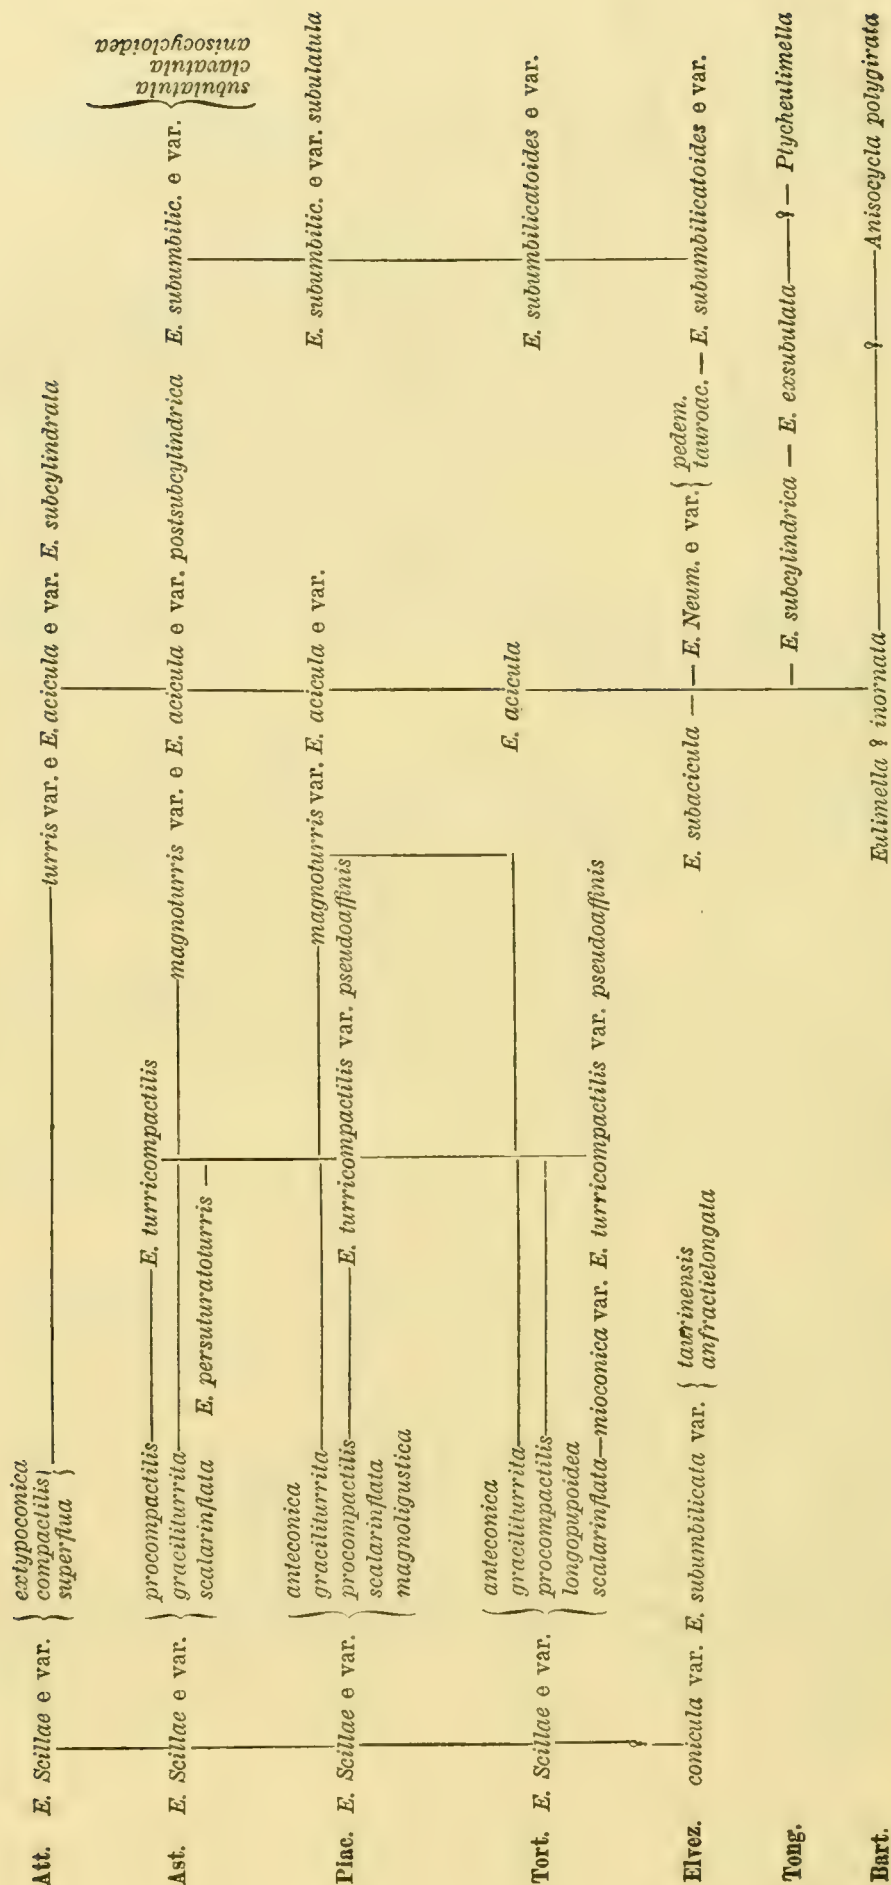 Att. E. Scillae e var. { extypoconica compactilis superflua } turris var. e E. acicula e var. E. subcylindrata
Ast. E. Scillae e var. { procompactilis — E. turricompactilis
graciliturrita — magnoturris var. e E. acicula e var. postsubcylindrica E. subumbilic. e var. { subulatula clavatula anisocycloidea
scalarinflata E. persuturatoturris —
Piac. E. Scillae e var. { anteconica
graciliturrita — magnoturris var. E. acicula e var. E. subumbilic. e var. subulatula
procompactilis — E. turricompactilis var. pseudoaffinis
scalarinflata
magnoligustica
Tort. E. Scillae e var. { anteconica
graciliturrita — E. acicula E. subumbilicatoides e var.
procompactilis —
longopupoidea
scalarinflata — mioconica var. E. turricompactilis var. pseudoaffinis
Elvez. conicula var. E. subumbilicata var. { taurinensis anfractielongata E. subacicula — — E. Neum. e var. { pedem. tauroac. — E. subumbilicatoides e var.
Tong. — E. subcylindrica — E. exsubulata — ? — Ptycheulimella
Bart. Eulimella ? inornata — ? — Anisocycla polygirata